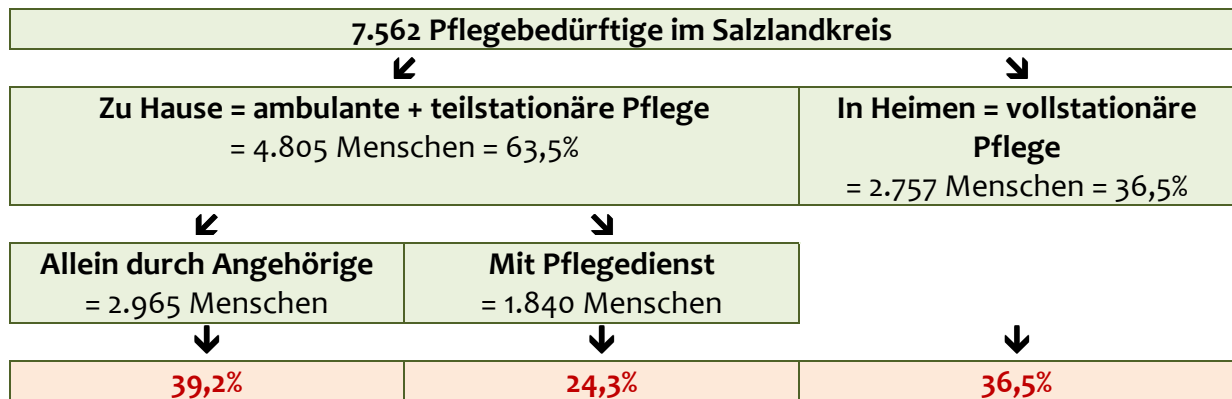 7.562 Pflegebedürftige im Salzlandkreis
Zu Hause = ambulante + teilstationäre Pflege
= 4.805 Menschen = 63,5%
In Heimen = vollstationäre
Pflege
= 2.757 Menschen = 36,5%
Allein durch Angehörige
= 2.965 Menschen
Mit Pflegedienst
= 1.840 Menschen
39,2%
24,3%
36,5%